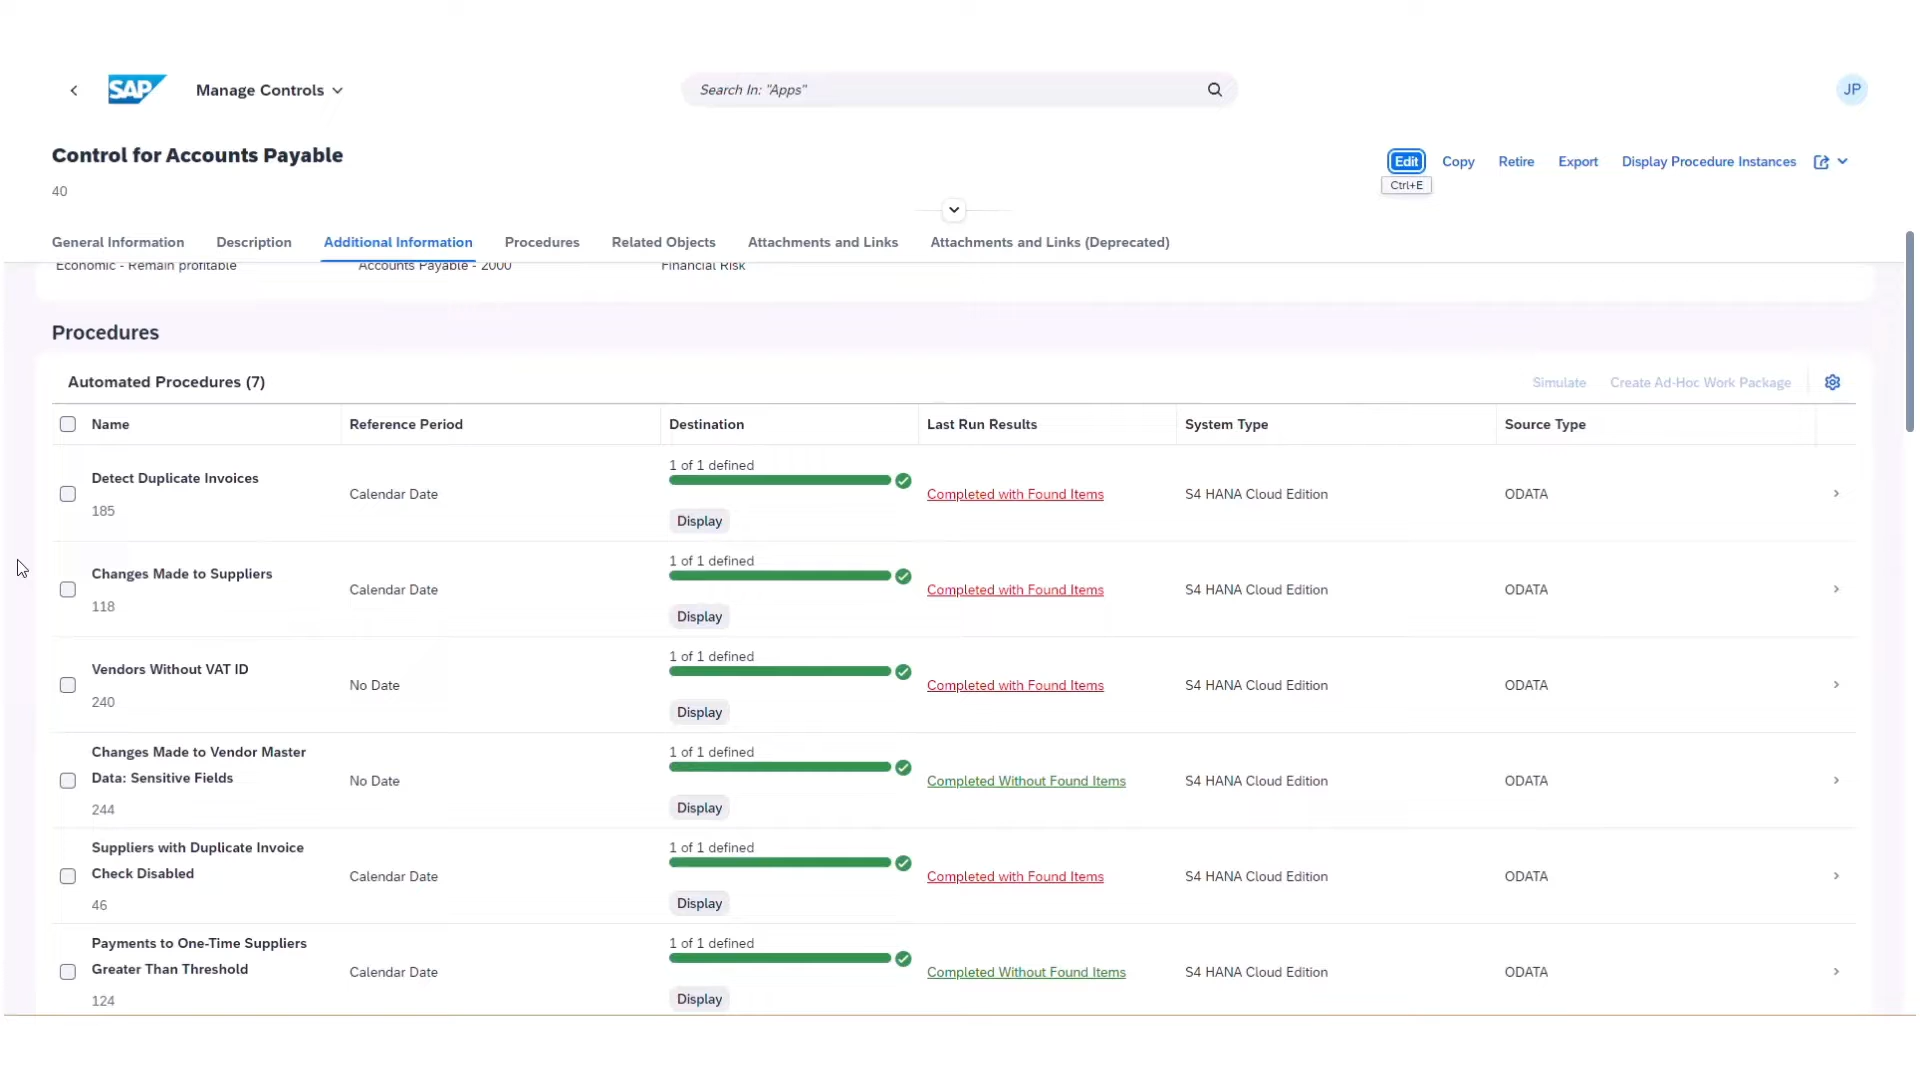 SAP
Manage Controls
Search In: "Apps"
JP
Control for Accounts Payable
40
Edit
Copy
Retire
Export
Display Procedure Instances
Ctrl+E
General Information
Description
Additional Information
Procedures
Related Objects
Attachments and Links
Attachments and Links (Deprecated)
Economic - Remain profitable
Accounts Payable - 2000
Financial Risk
Procedures
Automated Procedures (7)
Simulate
Create Ad-Hoc Work Package
Name
Reference Period
Destination
Last Run Results
System Type
Source Type
Detect Duplicate Invoices
185
Calendar Date
1 of 1 defined
Display
Completed with Found Items
S4 HANA Cloud Edition
ODATA
Changes Made to Suppliers
118
Calendar Date
1 of 1 defined
Display
Completed with Found Items
S4 HANA Cloud Edition
ODATA
Vendors Without VAT ID
240
No Date
1 of 1 defined
Display
Completed with Found Items
S4 HANA Cloud Edition
ODATA
Changes Made to Vendor Master
Data: Sensitive Fields
244
No Date
1 of 1 defined
Display
Completed Without Found Items
S4 HANA Cloud Edition
ODATA
Suppliers with Duplicate Invoice
Check Disabled
46
Calendar Date
1 of 1 defined
Display
Completed with Found Items
S4 HANA Cloud Edition
ODATA
Payments to One-Time Suppliers
Greater Than Threshold
124
Calendar Date
1 of 1 defined
Display
Completed Without Found Items
S4 HANA Cloud Edition
ODATA